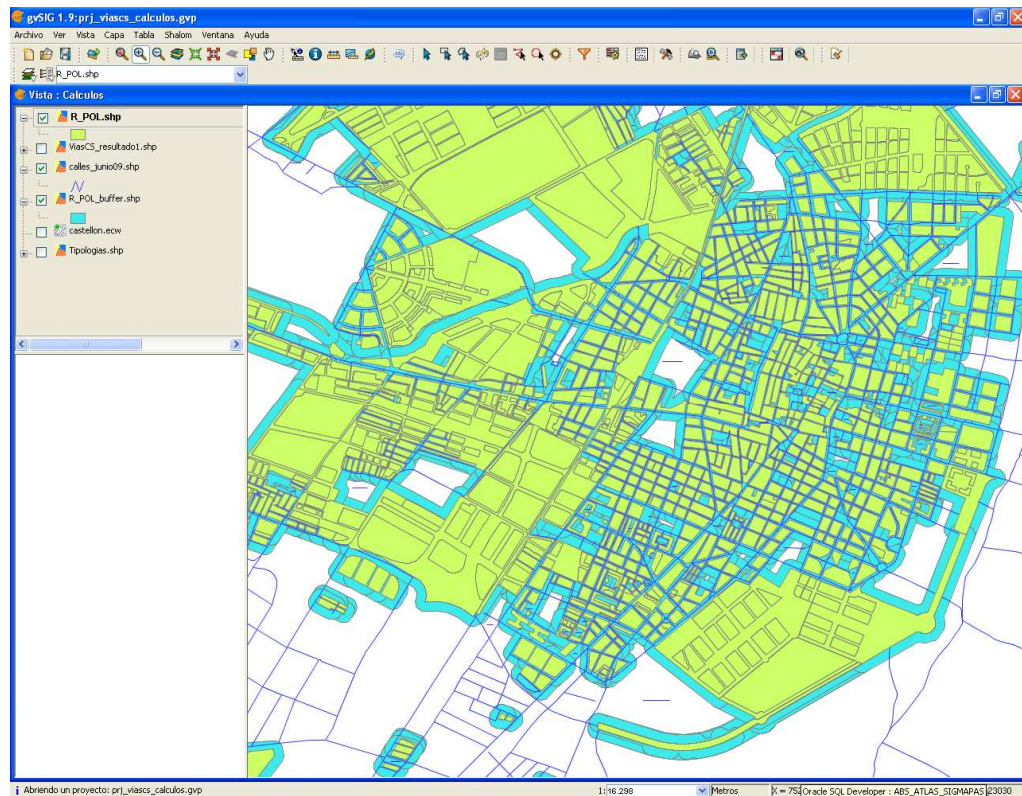 gvSIG 1.9:prj_viascs_calculos.gvp
Archivo Ver Vista Capa Tabla Shalom Ventana Ayuda
R_POL.shp
Vista : Calculos
R_POL.shp
ViasCS_resultado1.shp
calles_junio09.shp
R_POL_buffer.shp
castellon.ecw
Tipologias.shp
Abriendo un proyecto: prj_viascs_calculos.gvp
1: 16.298
Metros
X = 752
Oracle SQL Developer : ABS_ATLAS_SIGMAPAS
23030